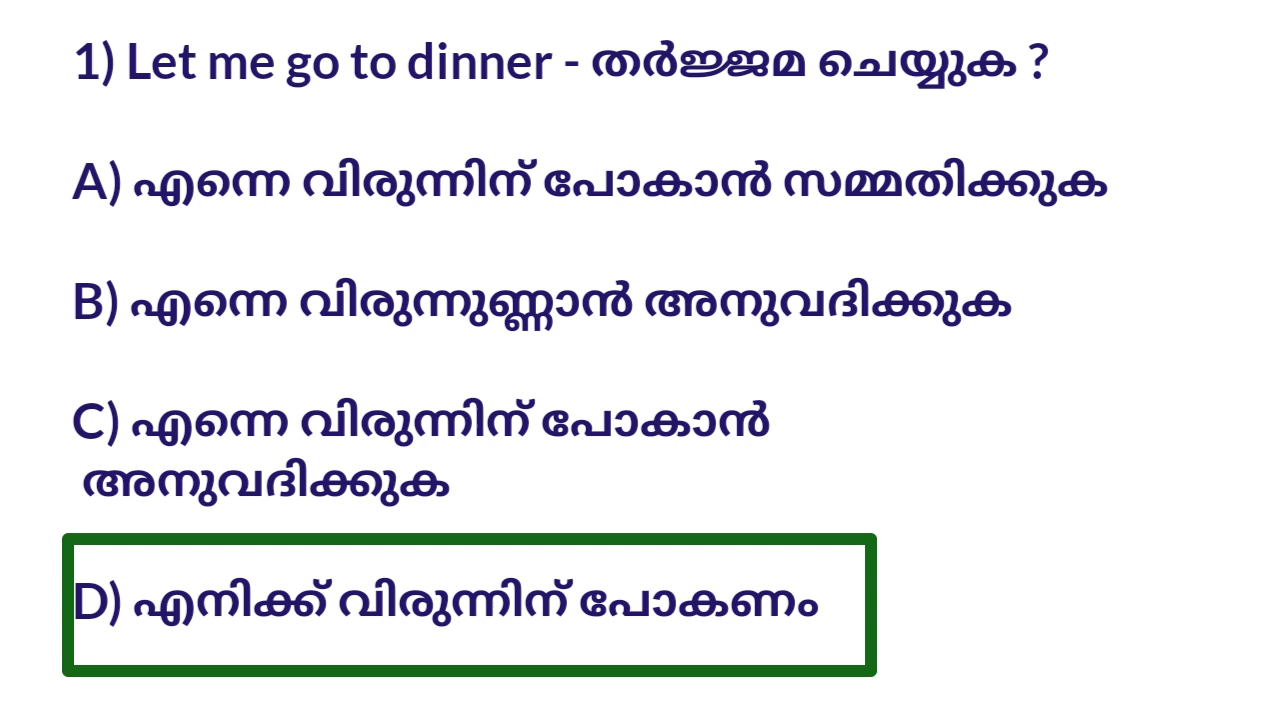 1) Let me go to dinner - തർജ്ജമ ചെയ്യുക ?
A) എന്നെ വിരുന്നിന് പോകാൻ സമ്മതിക്കുക
B) എന്നെ വിരുന്നുണ്ണാൻ അനുവദിക്കുക
C) എന്നെ വിരുന്നിന് പോകാൻ
അനുവദിക്കുക
D) എനിക്ക് വിരുന്നിന് പോകണം